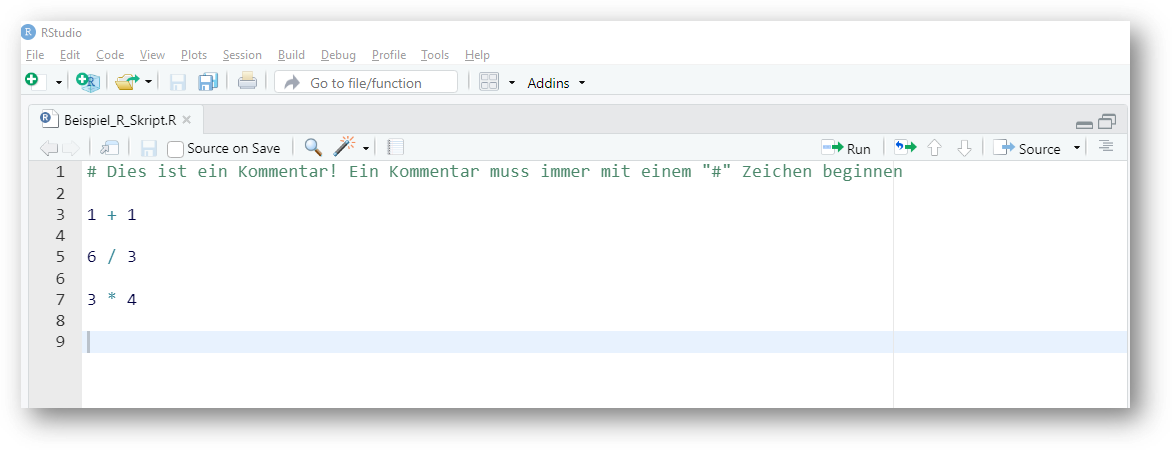 RStudio
File Edit Code View Plots Session Build Debug Profile Tools Help
Go to file/function Addins
Beispiel_R_Skript.R
Source on Save Run Source
1 # Dies ist ein Kommentar! Ein Kommentar muss immer mit einem "#" Zeichen beginnen
2
3 1 + 1
4
5 6 / 3
6
7 3 * 4
8
9